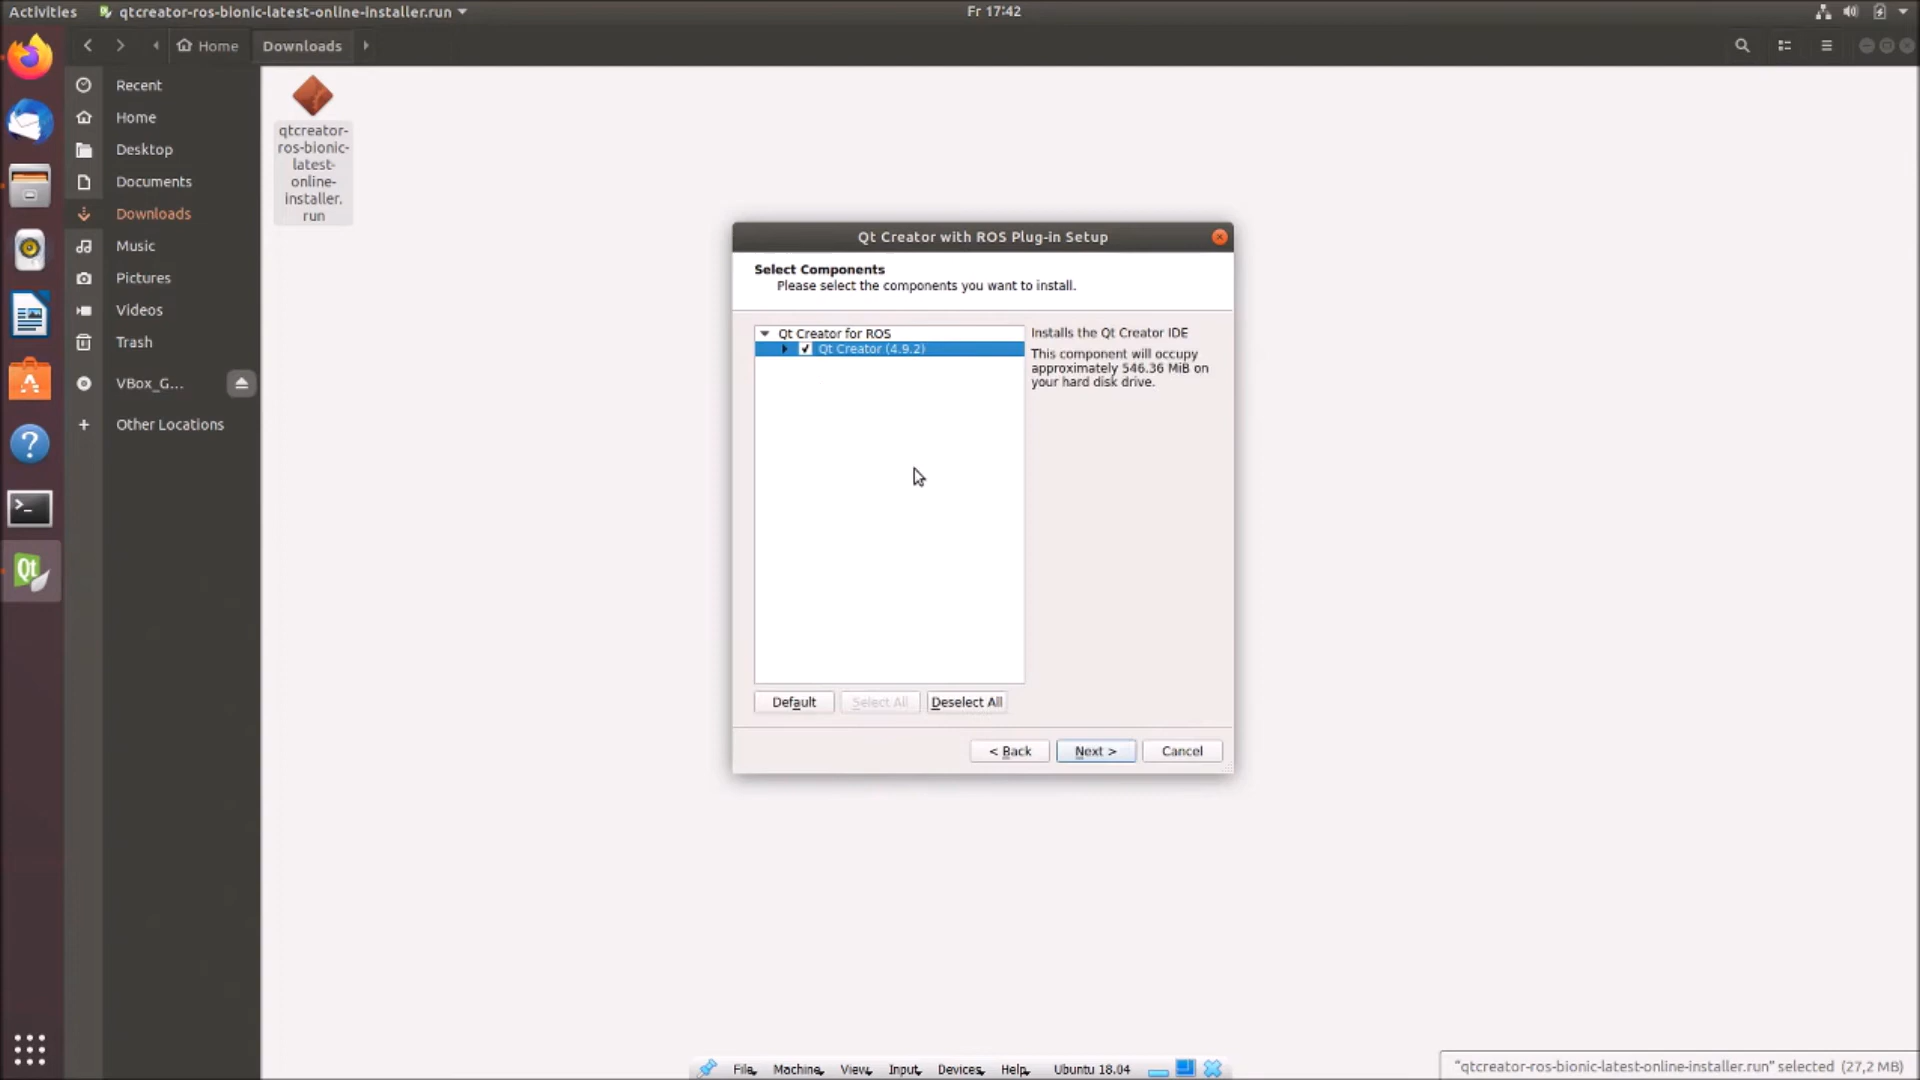 Activities
qtcreator-ros-bionic-latest-online-installer.run
Fr 17:42
Home
Downloads
Recent
Home
Desktop
Documents
Downloads
Music
Pictures
Videos
Trash
VBox_G...
Other Locations
qtcreator-
ros-bionic-
latest-
online-
installer.
run
Qt Creator with ROS Plug-in Setup
Select Components
Please select the components you want to install.
Qt Creator for ROS
Qt Creator (4.9.2)
Installs the Qt Creator IDE
This component will occupy
approximately 546.36 MiB on
your hard disk drive.
Default
Select All
Deselect All
< Back
Next >
Cancel
Qt
File
Machine
View
Input
Devices
Help
Ubuntu 18.04
"qtcreator-ros-bionic-latest-online-installer.run" selected (27,2 MB)